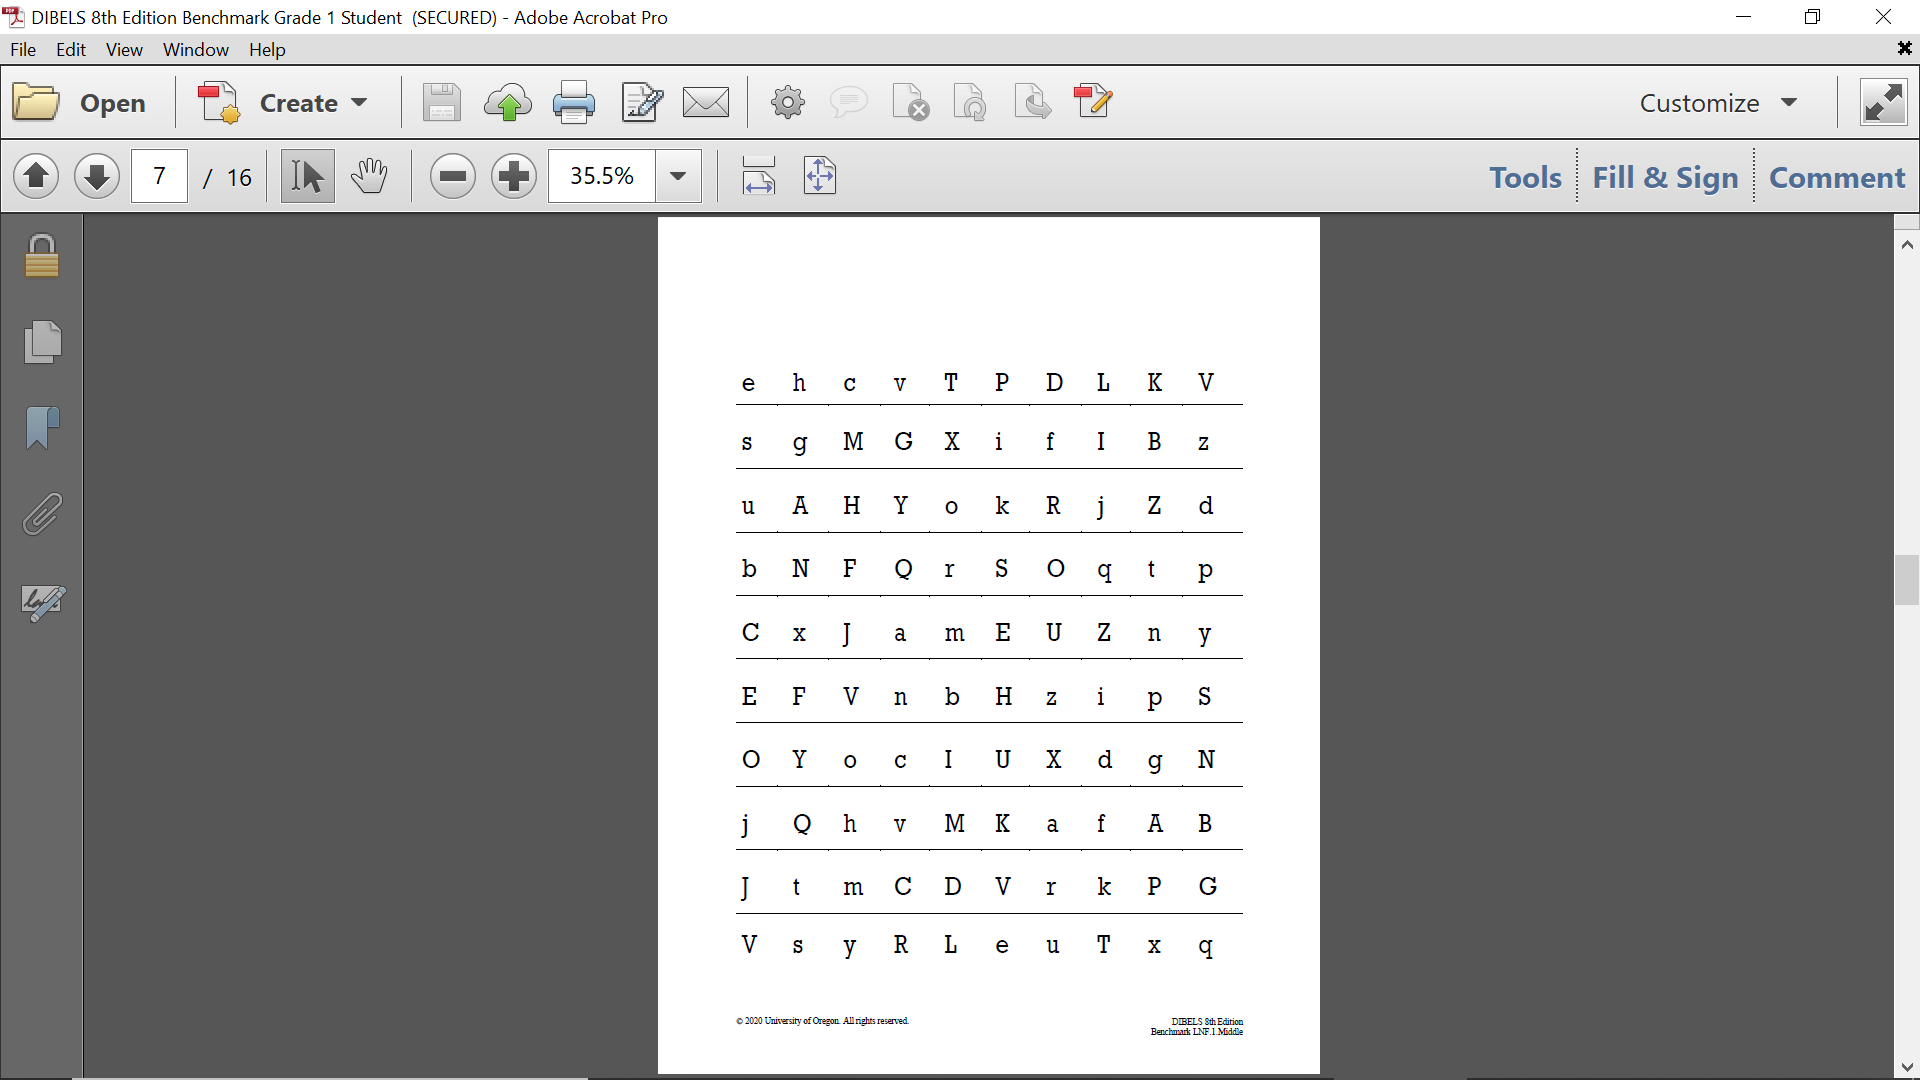 DIBELS 8th Edition Benchmark Grade 1 Student (SECURED) - Adobe Acrobat Pro
File Edit View Window Help
Open Create Customize
7 / 16 35.5% Tools Fill & Sign Comment
e h c v T P D L K V
s g M G X i f I B z
u A H Y o k R j Z d
b N F Q r S O q t p
C x J a m E U Z n y
E F V n b H z i p S
O Y o c I U X d g N
j Q h v M K a f A B
J t m C D V r k P G
V s y R L e u T x q
© 2020 University of Oregon. All rights reserved.
DIBELS 8th Edition
Benchmark LNF.1.Middle